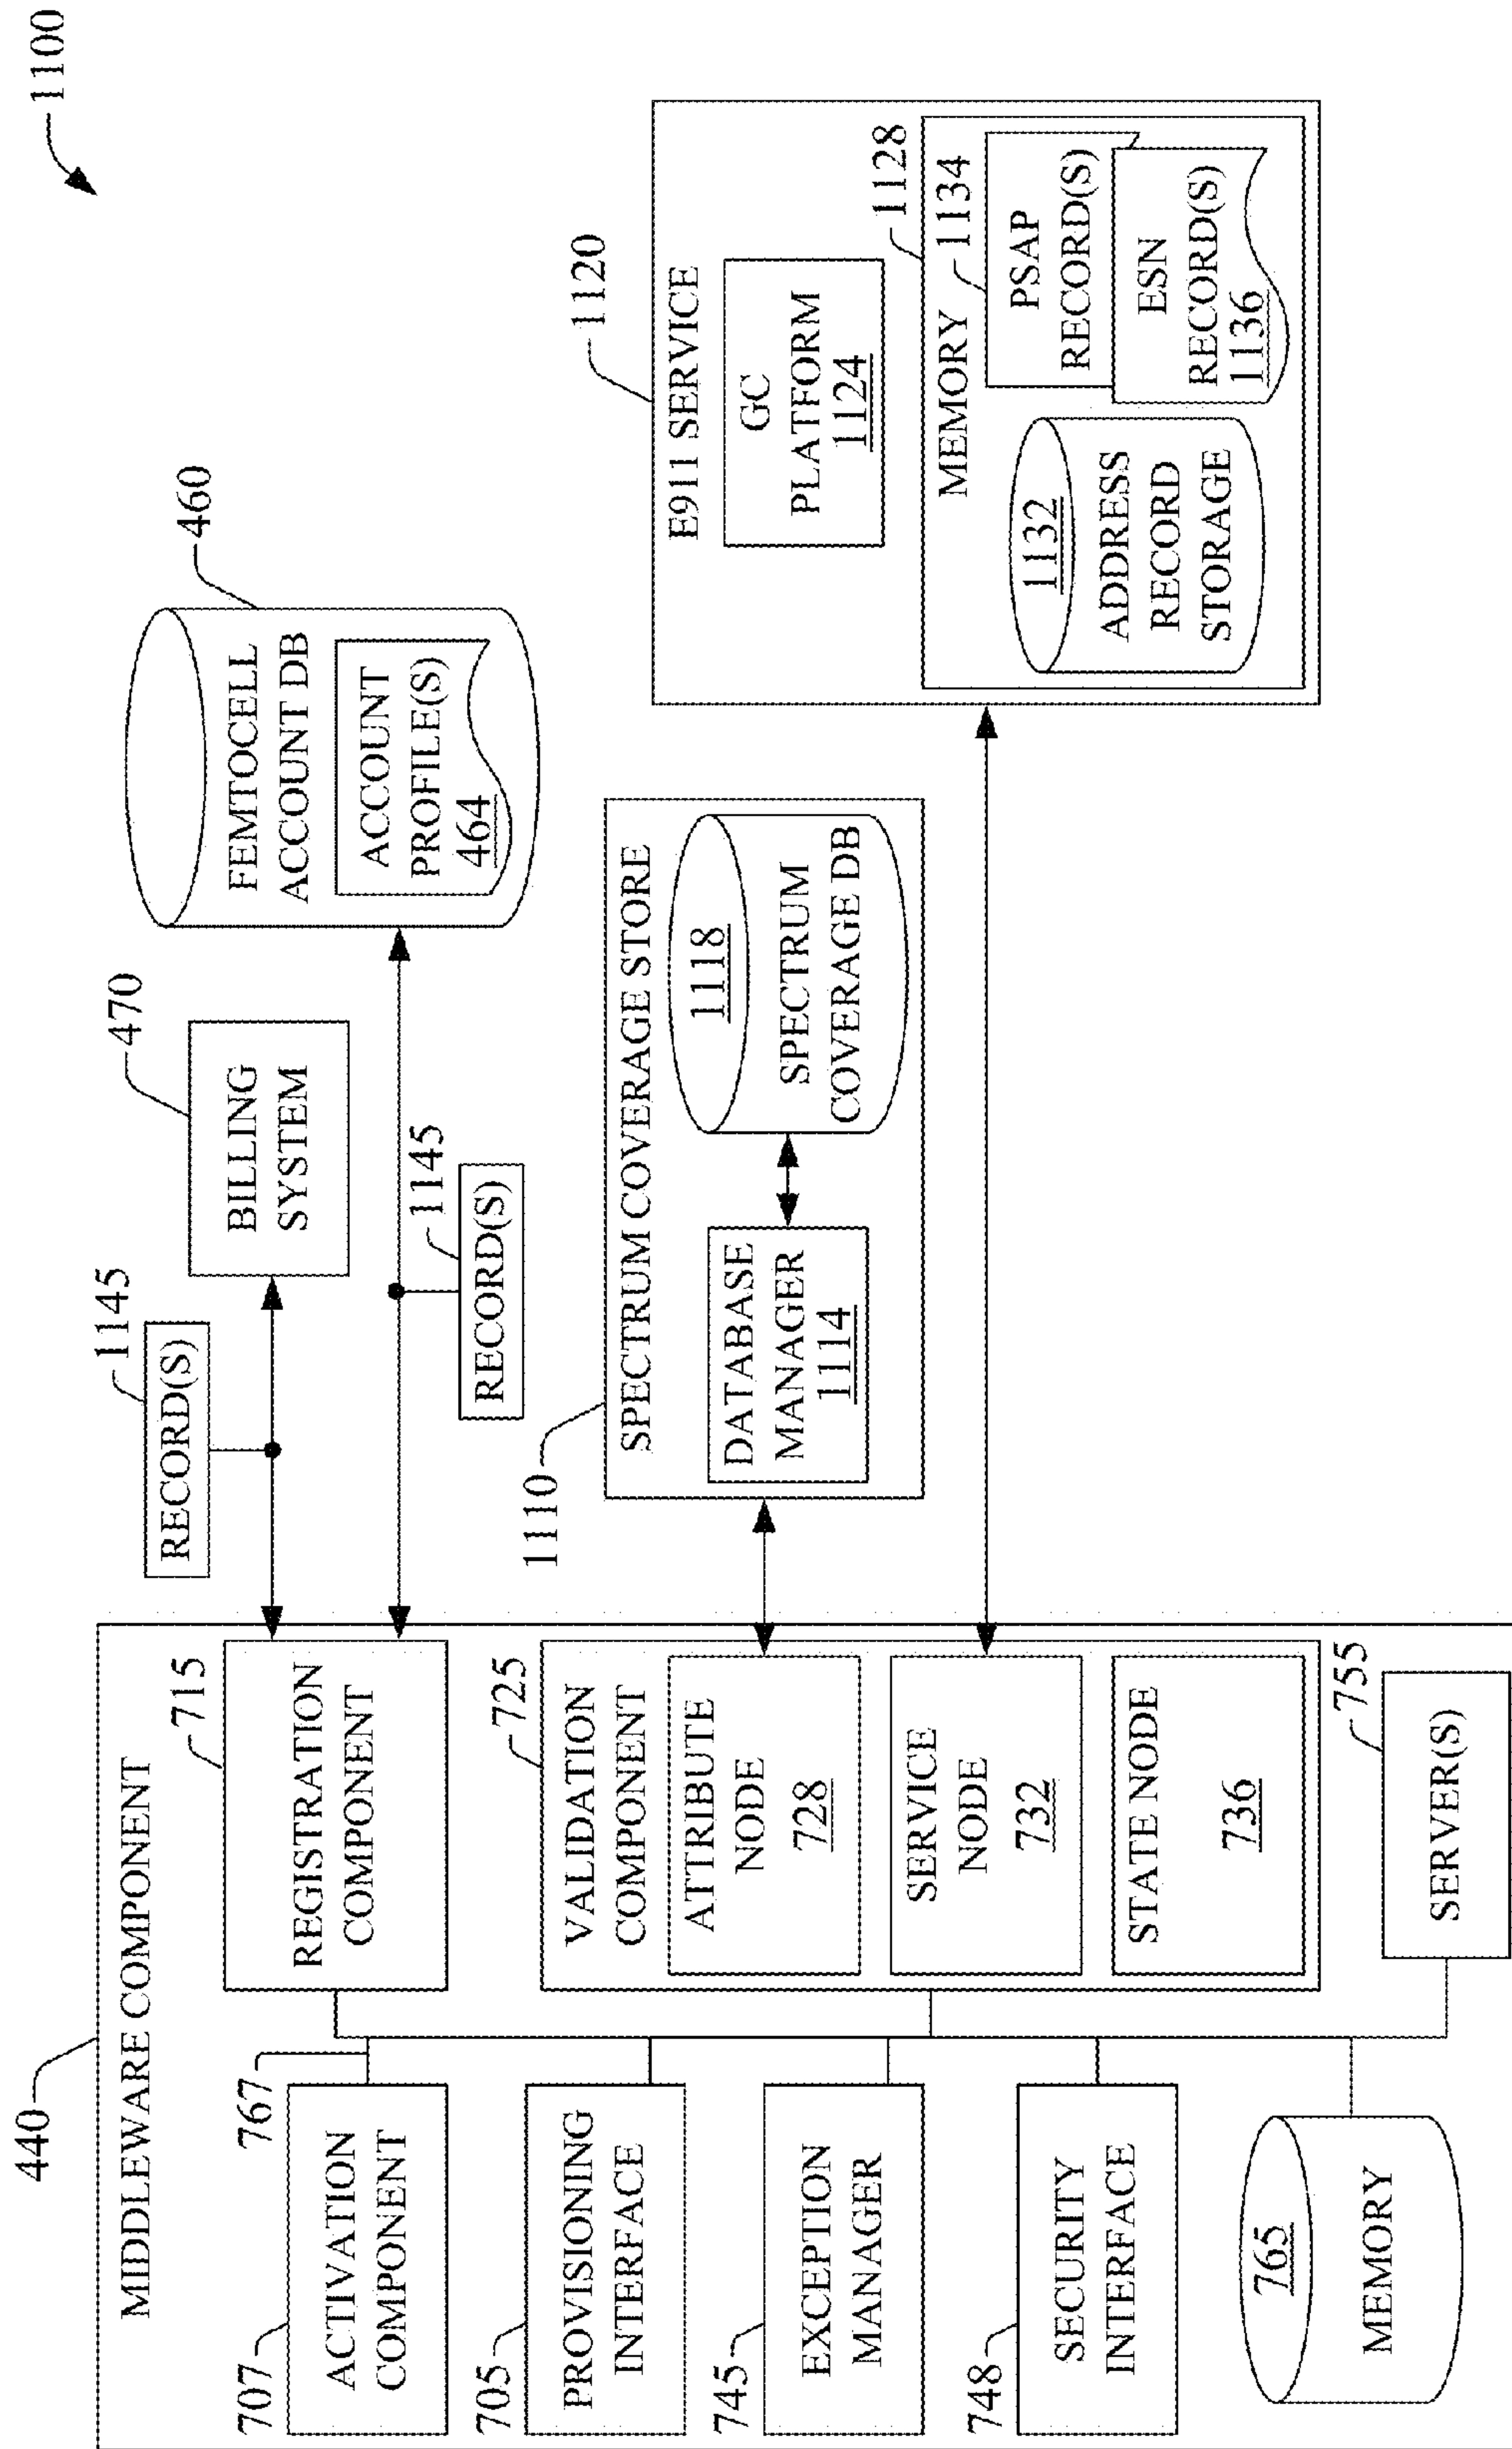 1100
440
MIDDLEWARE COMPONENT
707
ACTIVATION
COMPONENT
767
705
PROVISIONING
INTERFACE
745
EXCEPTION
MANAGER
748
SECURITY
INTERFACE
765
MEMORY
715
REGISTRATION
COMPONENT
725
VALIDATION
COMPONENT
ATTRIBUTE
NODE
728
SERVICE
NODE
732
STATE NODE
736
755
SERVER(S)
1145
RECORD(S)
470
BILLING
SYSTEM
1145
RECORD(S)
460
FEMTOCELL
ACCOUNT DB
ACCOUNT
PROFILE(S)
464
1110
SPECTRUM COVERAGE STORE
DATABASE
MANAGER
1114
1118
SPECTRUM
COVERAGE DB
1120
E911 SERVICE
GC
PLATFORM
1124
1128
MEMORY
1134
PSAP
RECORD(S)
ESN
RECORD(S)
1136
1132
ADDRESS
RECORD
STORAGE